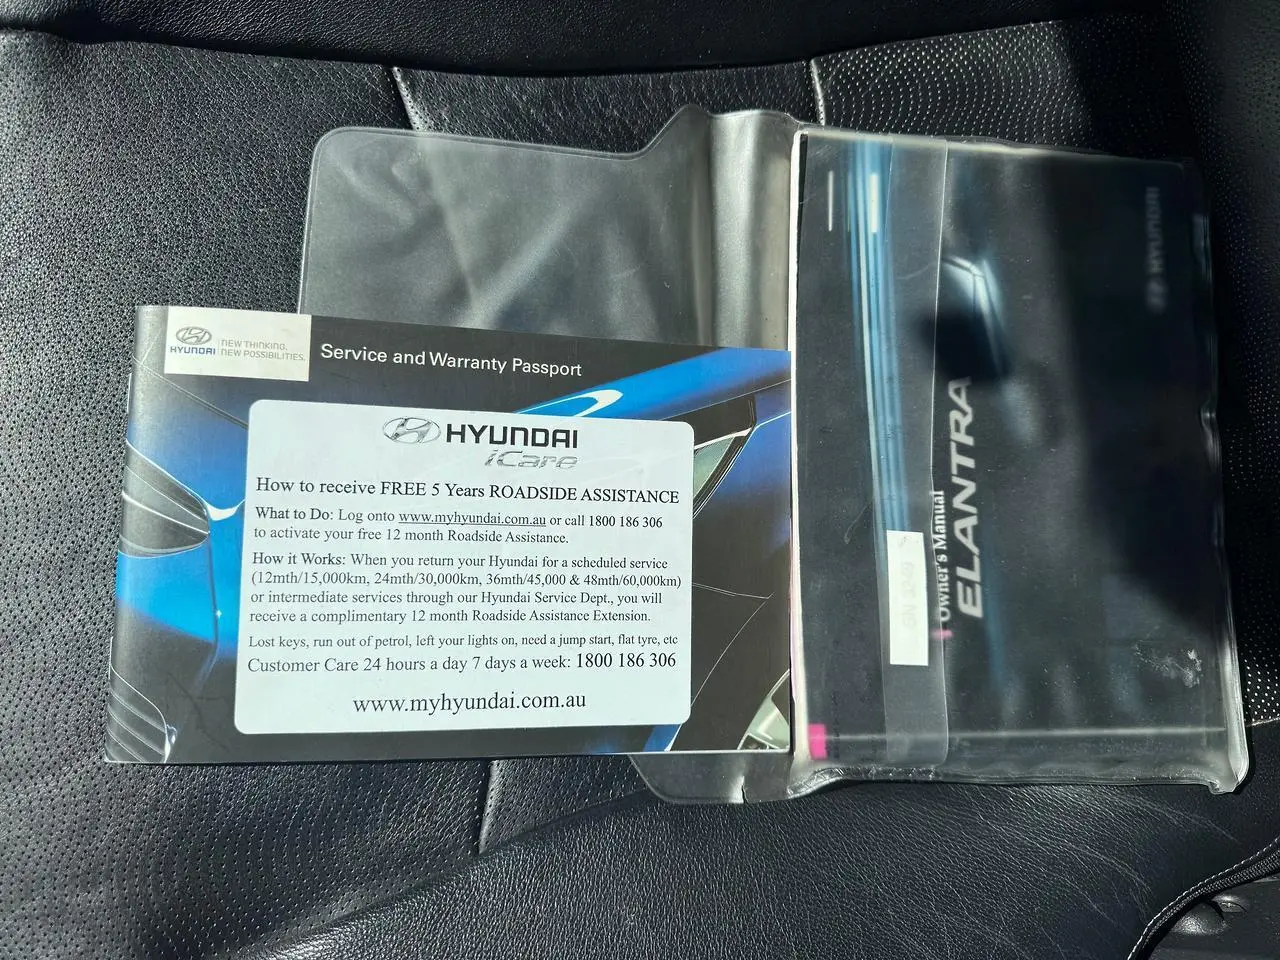 HYUNDAI
NEW THINKING.
NEW POSSIBILITIES.
Service and Warranty Passport
HYUNDAI
iCare
How to receive FREE 5 Years ROADSIDE ASSISTANCE
What to Do: Log onto www.myhyundai.com.au or call 1800 186 306
to activate your free 12 month Roadside Assistance.
How it Works: When you return your Hyundai for a scheduled service
(12mth/15,000km, 24mth/30,000km, 36mth/45,000 & 48mth/60,000km)
or intermediate services through our Hyundai Service Dept., you will
receive a complimentary 12 month Roadside Assistance Extension.
Lost keys, run out of petrol, left your lights on, need a jump start, flat tyre, etc
Customer Care 24 hours a day 7 days a week: 1800 186 306
www.myhyundai.com.au
Owner's Manual
ELANTRA
HYUNDAI